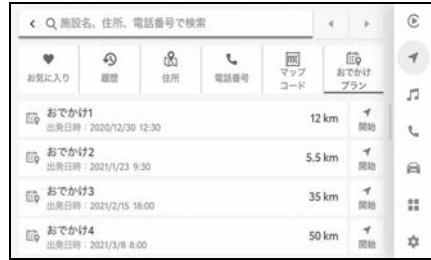 施設名、住所、電話番号で検索
お気に入り
履歴
住所
電話番号
マップ
コード
おでかけ
プラン
おでかけ1
出発日時:2020/12/30 12:30
12 km
開始
おでかけ2
出発日時:2021/1/23 9:30
5.5 km
開始
おでかけ3
出発日時:2021/2/15 18:00
35 km
開始
おでかけ4
出発日時:2021/3/8 8:00
50 km
開始